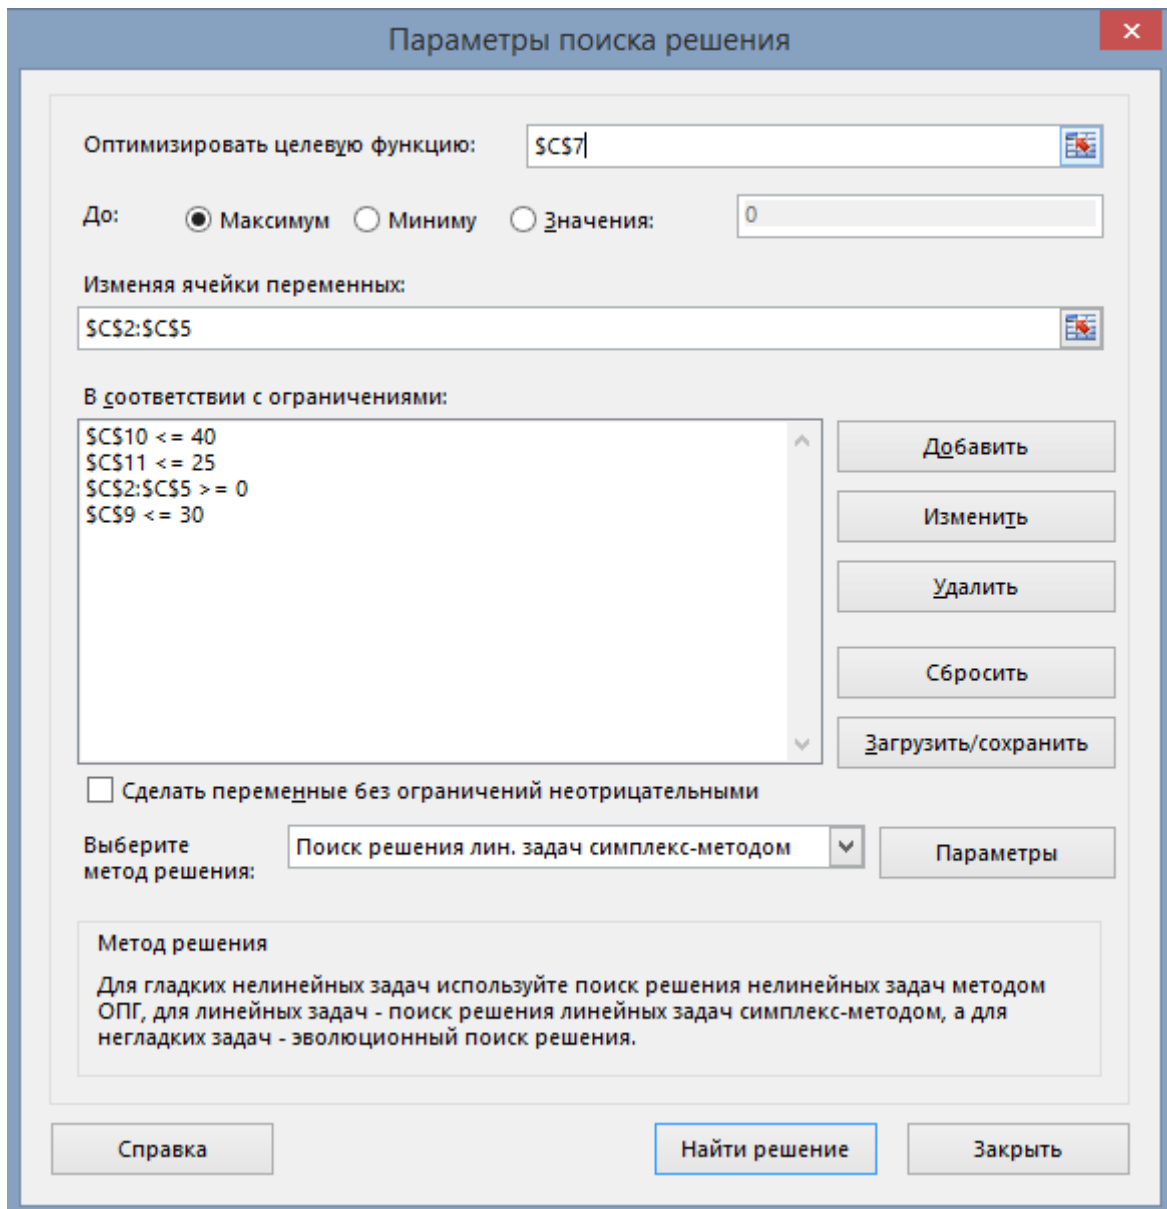 Параметры поиска решения
Оптимизировать целевую функцию:
$C$7
До:
Максимум
Миниму
Значения:
0
Изменяя ячейки переменных:
$C$2:$C$5
В соответствии с ограничениями:
$C$10 <= 40
$C$11 <= 25
$C$2:$C$5 >= 0
$C$9 <= 30
Добавить
Изменить
Удалить
Сбросить
Загрузить/сохранить
Сделать переменные без ограничений неотрицательными
Выберите
метод решения:
Поиск решения лин. задач симплекс-методом
Параметры
Метод решения
Для гладких нелинейных задач используйте поиск решения нелинейных задач методом
ОПГ, для линейных задач - поиск решения линейных задач симплекс-методом, а для
негладких задач - эволюционный поиск решения.
Справка
Найти решение
Закрыть